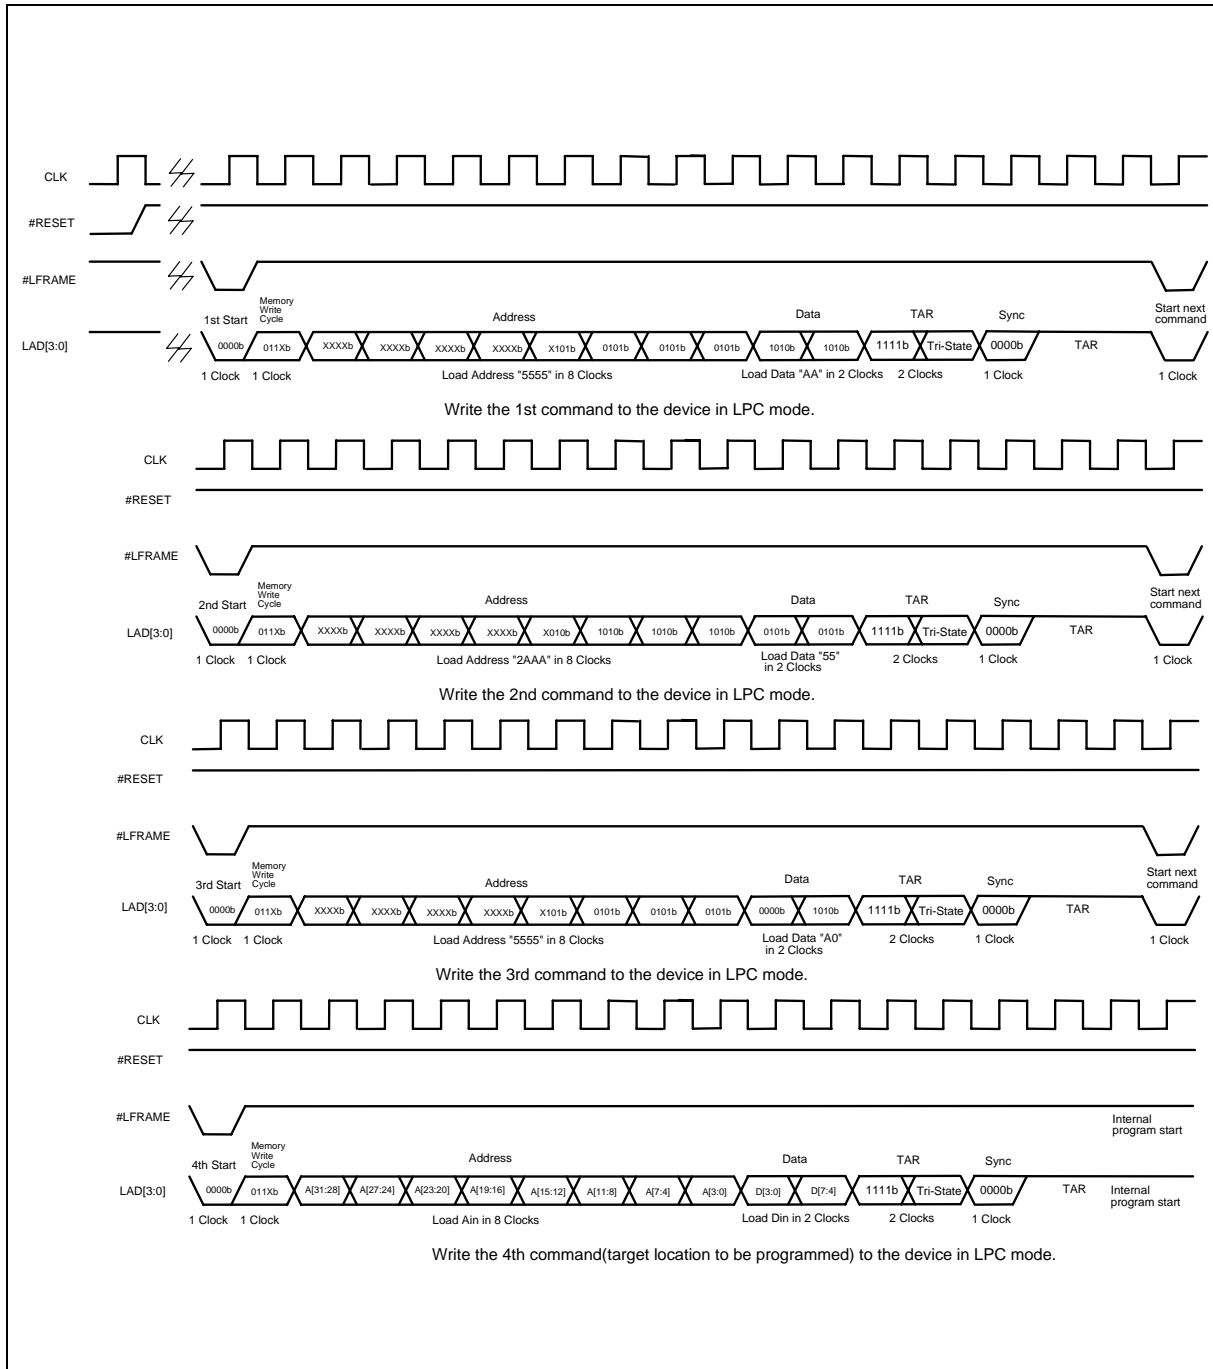 CLK
#RESET
#LFRAME
1st Start
Memory
Write
Cycle
Address
Data
TAR
Sync
Start next
command
LAD[3:0]
0000b 011Xb XXXXb XXXXb XXXXb XXXXb X101b 0101b 0101b 0101b 1010b 1010b 1111b Tri-State 0000b TAR
1 Clock 1 Clock Load Address "5555" in 8 Clocks Load Data "AA" in 2 Clocks 2 Clocks 1 Clock 1 Clock
Write the 1st command to the device in LPC mode.
CLK
#RESET
#LFRAME
2nd Start
Memory
Write
Cycle
Address
Data
TAR
Sync
Start next
command
LAD[3:0]
0000b 011Xb XXXXb XXXXb XXXXb XXXXb X010b 1010b 1010b 1010b 0101b 0101b 1111b Tri-State 0000b TAR
1 Clock 1 Clock Load Address "2AAA" in 8 Clocks
Load Data "55"
in 2 Clocks
2 Clocks 1 Clock 1 Clock
Write the 2nd command to the device in LPC mode.
CLK
#RESET
#LFRAME
3rd Start
Memory
Write
Cycle
Address
Data
TAR
Sync
Start next
command
LAD[3:0]
0000b 011Xb XXXXb XXXXb XXXXb XXXXb X101b 0101b 0101b 0101b 0000b 1010b 1111b Tri-State 0000b TAR
1 Clock 1 Clock Load Address "5555" in 8 Clocks
Load Data "A0"
in 2 Clocks
2 Clocks 1 Clock 1 Clock
Write the 3rd command to the device in LPC mode.
CLK
#RESET
#LFRAME
Internal
program start
4th Start
Memory
Write
Cycle
Address
Data
TAR
Sync
LAD[3:0]
0000b 011Xb A[31:28] A[27:24] A[23:20] A[19:16] A[15:12] A[11:8] A[7:4] A[3:0] D[3:0] D[7:4] 1111b Tri-State 0000b TAR
Internal
program start
1 Clock 1 Clock Load Ain in 8 Clocks Load Din in 2 Clocks 2 Clocks 1 Clock
Write the 4th command(target location to be programmed) to the device in LPC mode.